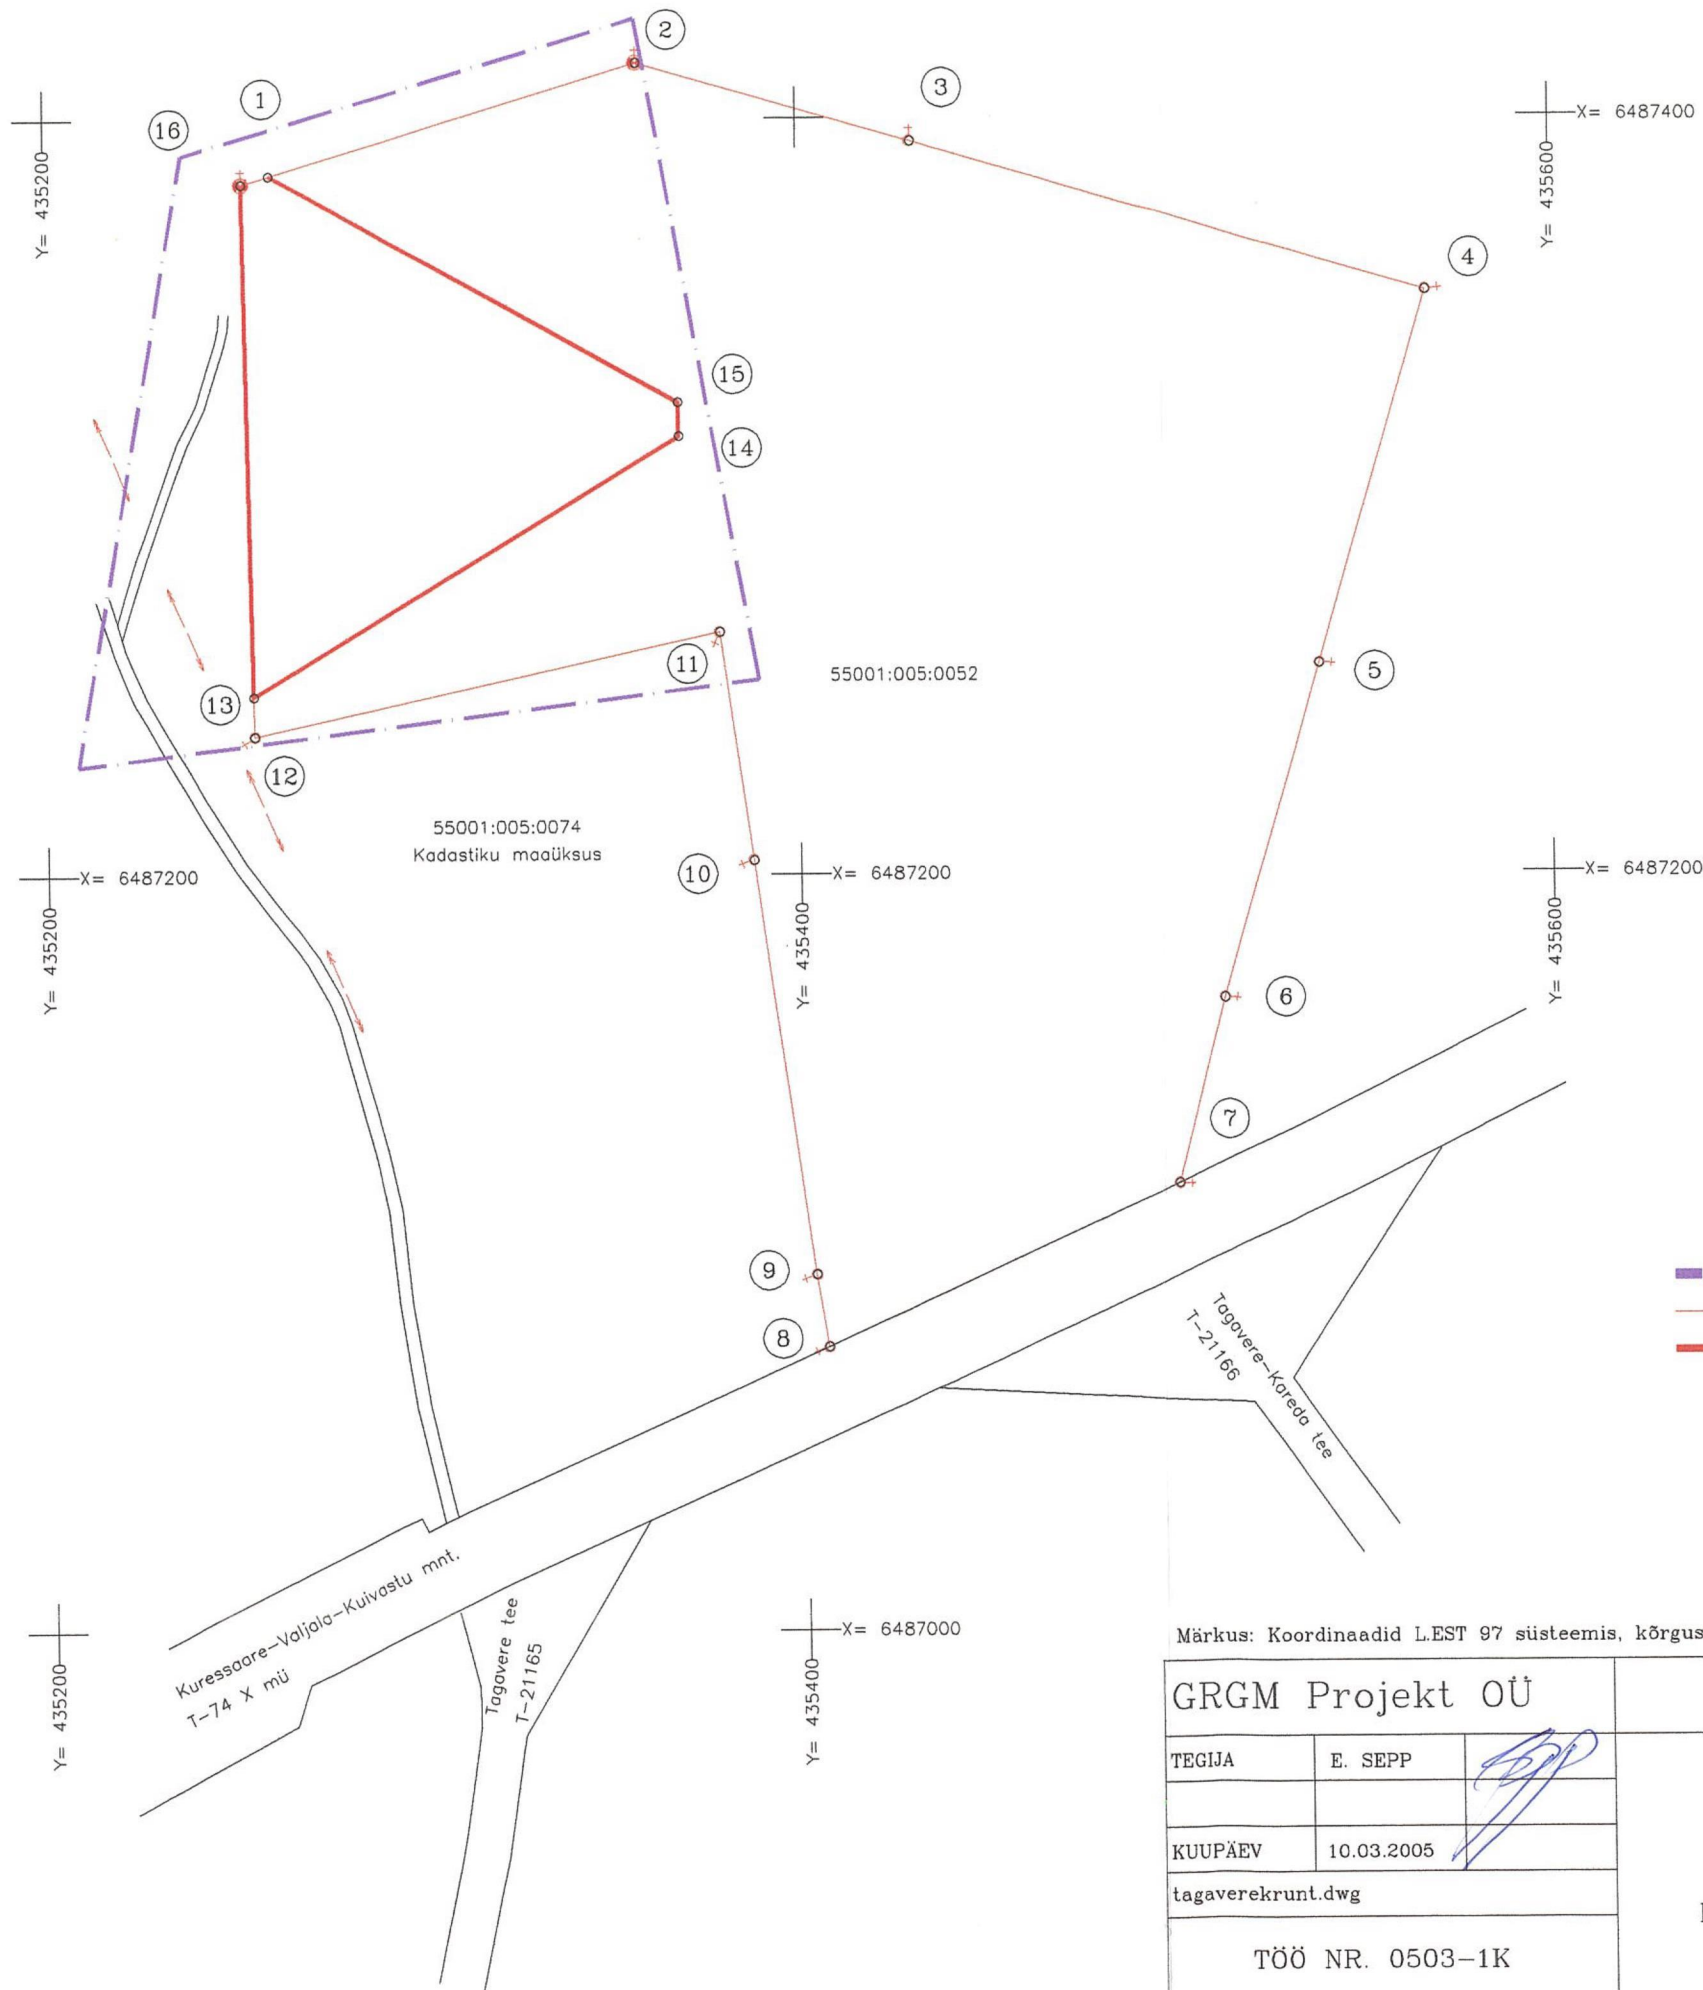 2
1
3
16
X= 6487400
Y= 435200
Y= 435600
4
15
14
11
55001:005:0052
5
13
12
55001:005:0074
Kadastiku maaüksus
10
X= 6487200
X= 6487200
X= 6487200
Y= 435200
Y= 435400
Y= 435600
6
7
9
8
Tagavere-Kareda tee
T-21166
Kuressaare-Valjala-Kuivastu mnt.
T-74 X mü
Tagavere tee
T-21165
X= 6487000
Y= 435200
Y= 435400
Märkus: Koordinaadid L.EST 97 süsteemis, kõrgus
GRGM Projekt OÜ
TEGIJA E. SEPP
KUUPÄEV 10.03.2005
tagaverekrunt.dwg
TÖÖ NR. 0503-1K